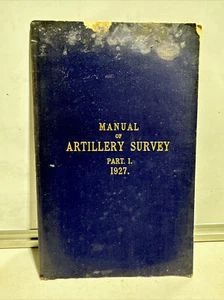 MANUAL
OF
ARTILLERY SURVEY
PART. I.
1927.